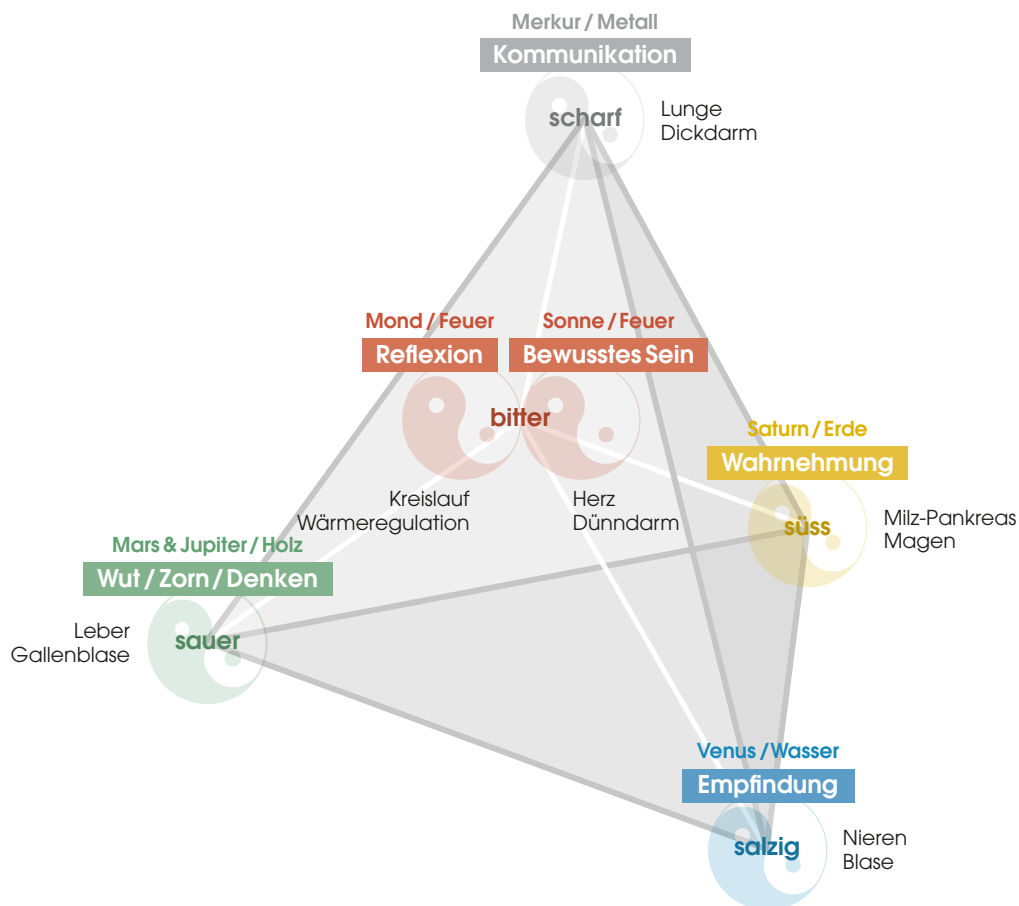 Merkur / Metall
Kommunikation
scharf
Lunge
Dickdarm
Mond / Feuer
Reflexion
Sonne / Feuer
Bewusstes Sein
bitter
Kreislauf
Wärmeregulation
Herz
Dünndarm
Saturn / Erde
Wahrnehmung
süss
Milz-Pankreas
Magen
Mars & Jupiter / Holz
Wut / Zorn / Denken
sauer
Leber
Gallenblase
Venus / Wasser
Empfindung
salzig
Nieren
Blase